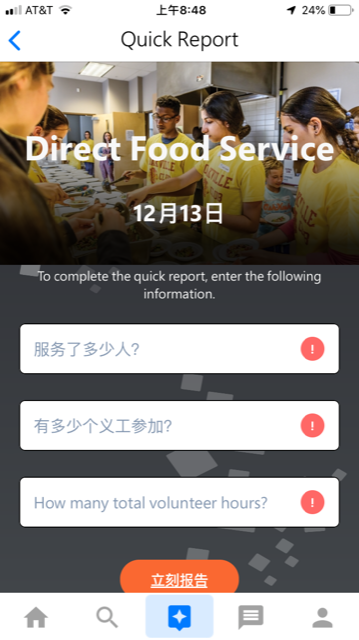 AT&T 上午8:48 24%
Quick Report
Direct Food Service
12月13日
To complete the quick report, enter the following
information.
服务了多少人?
有多少个义工参加?
How many total volunteer hours?
立刻报告